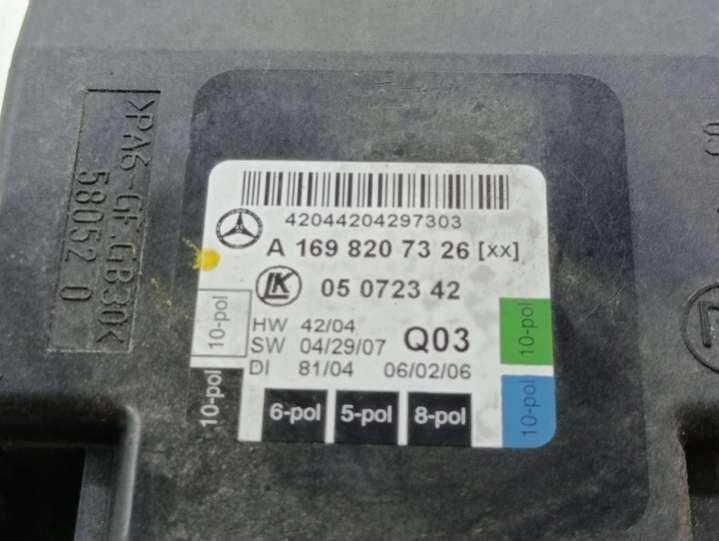 >PA6-GF,GB30<
58052 0
42044204297303
A 169 820 73 26 [xx]
LK 05 0723 42
HW 42/04
SW 04/29/07
DI 81/04 06/02/06
Q03
10-pol
10-pol
10-pol
10-pol
6-pol 5-pol 8-pol